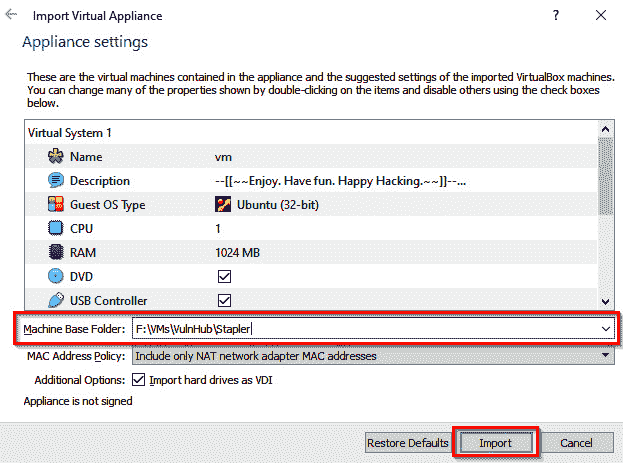 Import Virtual Appliance
?
Appliance settings
These are the virtual machines contained in the appliance and the suggested settings of the imported VirtualBox machines.
You can change many of the properties shown by double-clicking on the items and disable others using the check boxes
below.
Virtual System 1
Name vm
Description --[[~~Enjoy. Have fun. Happy Hacking.~~]]--...
Guest OS Type Ubuntu (32-bit)
CPU 1
RAM 1024 MB
DVD
USB Controller
Machine Base Folder: F:\VMs\VulnHub\Stapler
MAC Address Policy: Include only NAT network adapter MAC addresses
Additional Options: Import hard drives as VDI
Appliance is not signed
Restore Defaults Import Cancel